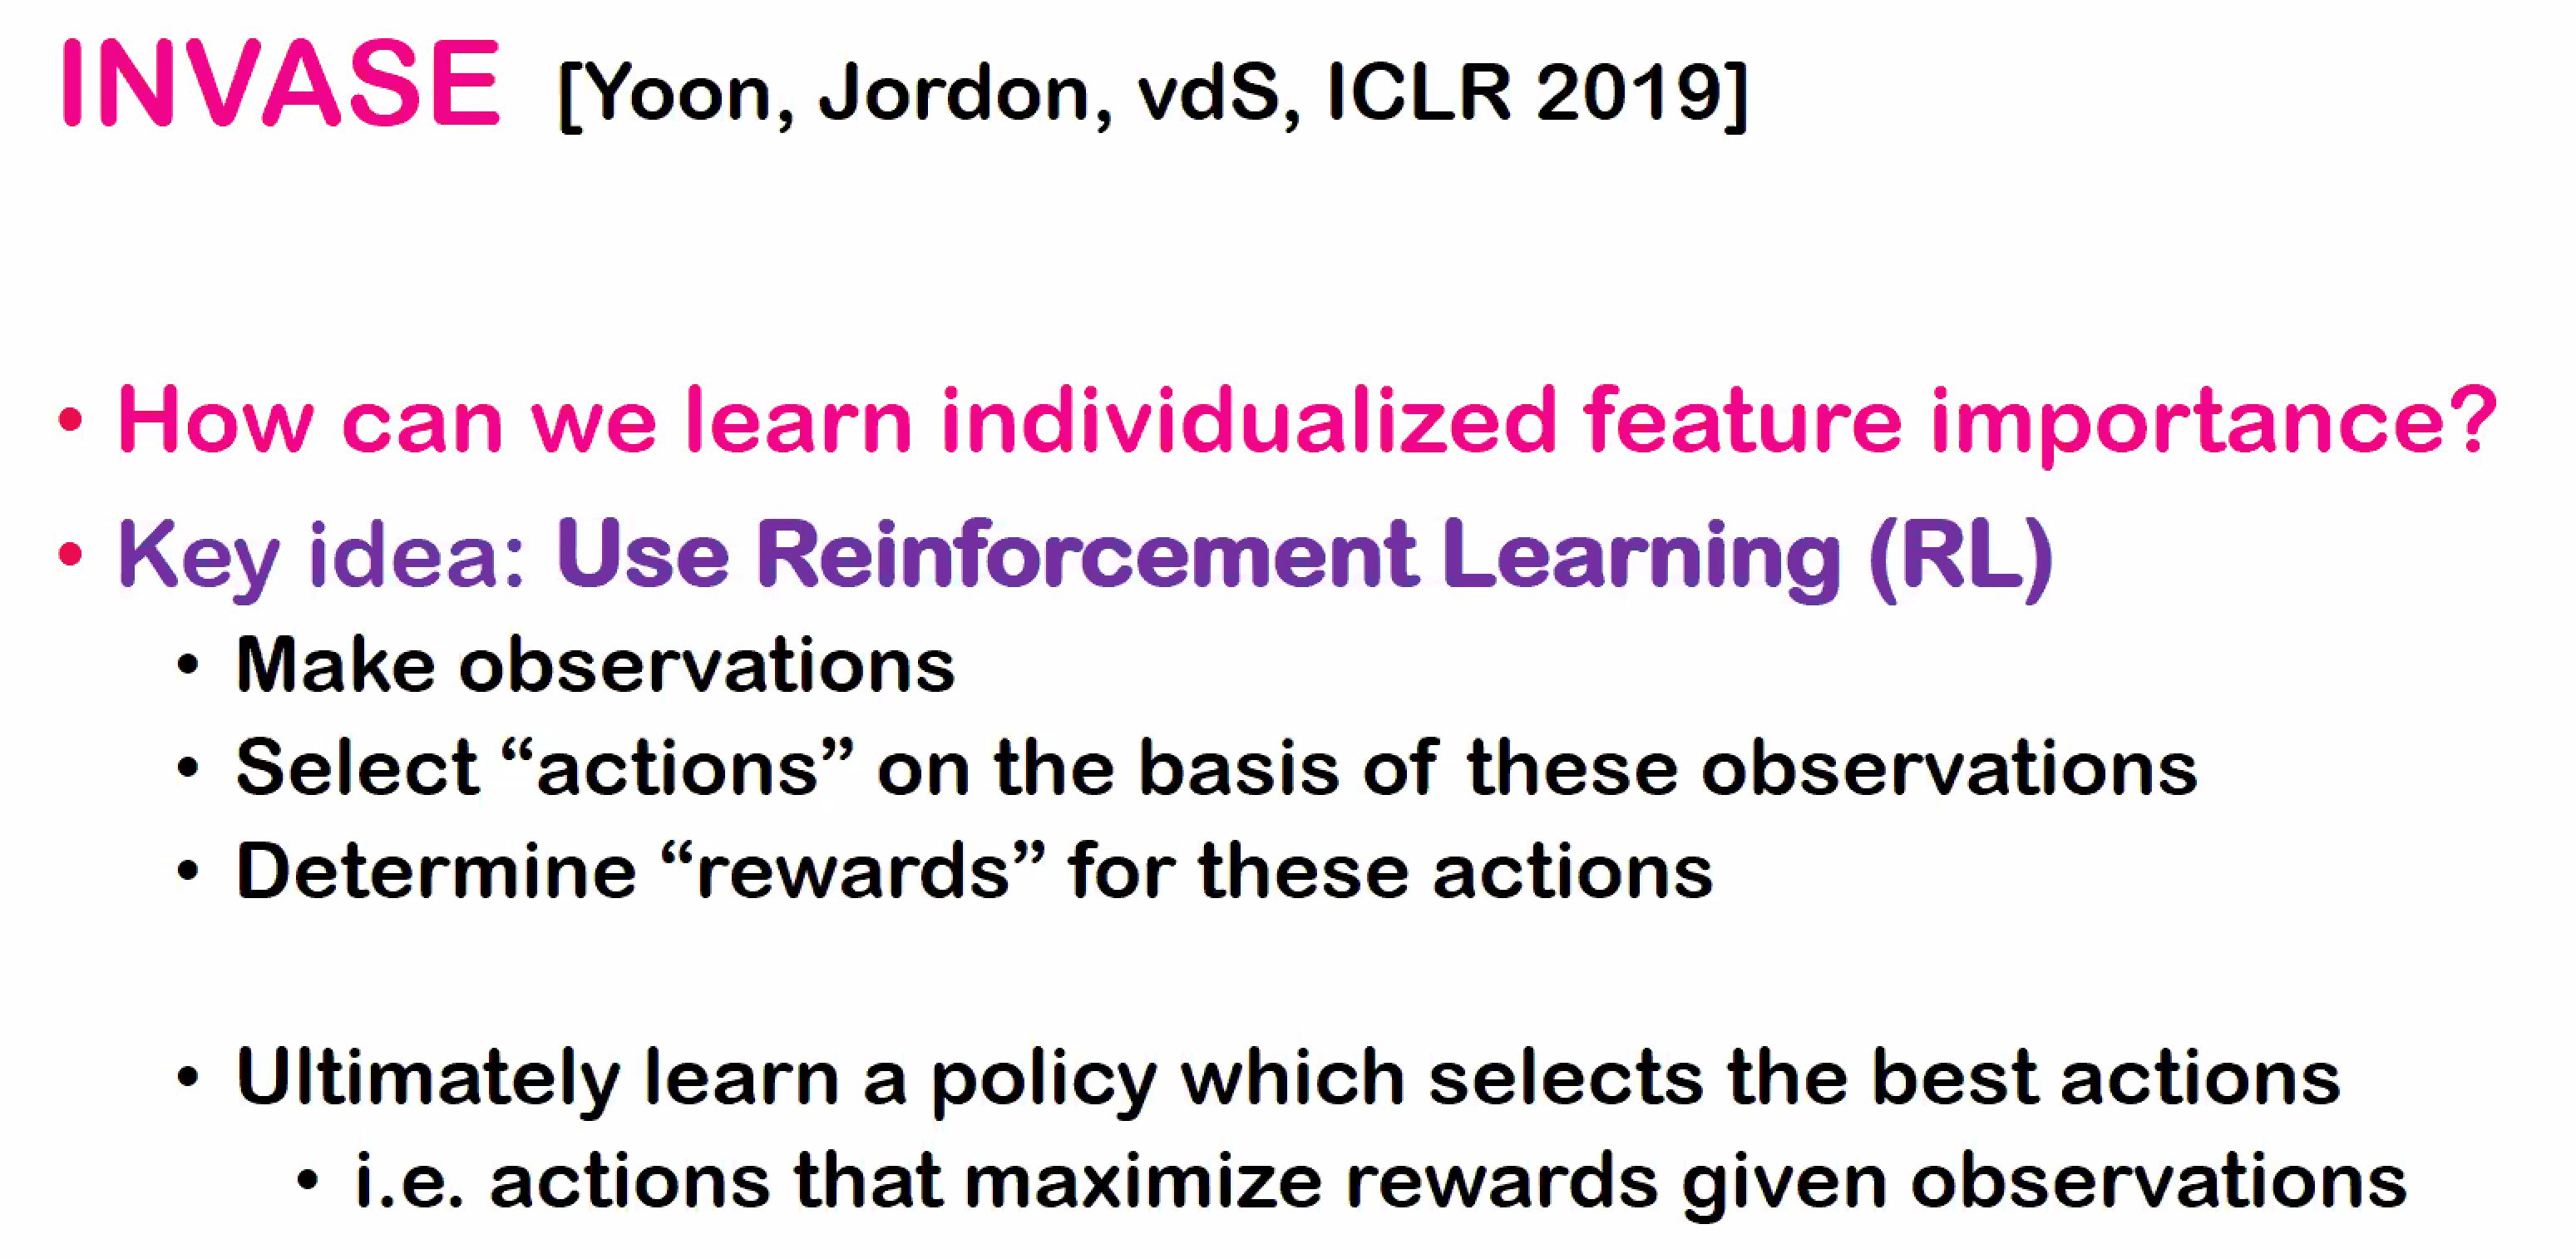 INVASE [Yoon, Jordon, vdS, ICLR 2019]
• How can we learn individualized feature importance?
• Key idea: Use Reinforcement Learning (RL)
• Make observations
• Select “actions” on the basis of these observations
• Determine “rewards” for these actions
• Ultimately learn a policy which selects the best actions
• i.e. actions that maximize rewards given observations